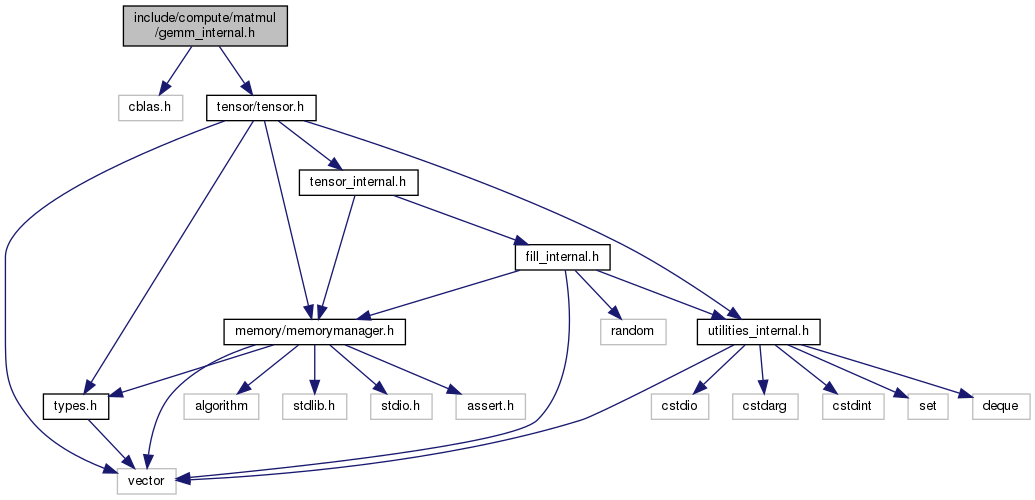 include/compute/matmul
/gemm_internal.h
cblas.h
tensor/tensor.h
tensor_internal.h
fill_internal.h
memory/memorymanager.h
random
utilities_internal.h
types.h
algorithm
stdlib.h
stdio.h
assert.h
cstdio
cstdarg
cstdint
set
deque
vector